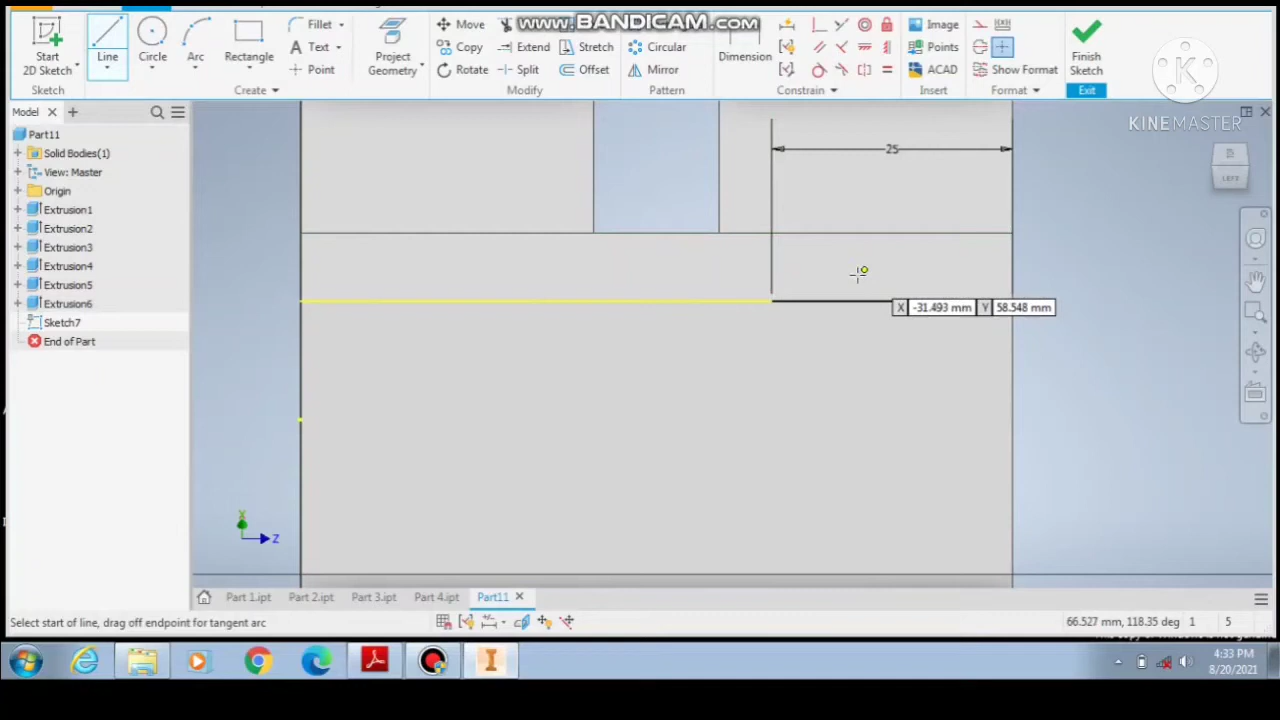 www.BANDICAM.com
K
KINEMASTER
Start
2D Sketch
Sketch
Line
Circle
Arc
Rectangle
Fillet
Text
Point
Create
Project
Geometry
Move
Copy
Rotate
Extend
Split
Stretch
Offset
Modify
Circular
Mirror
Pattern
Dimension
Constrain
Image
Points
ACAD
Insert
Show Format
Format
Finish
Sketch
Exit
Model
Part11
Solid Bodies(1)
View: Master
Origin
Extrusion1
Extrusion2
Extrusion3
Extrusion4
Extrusion5
Extrusion6
Sketch7
End of Part
25
X -31.493 mm Y 58.548 mm
LEFT
X
Z
Part 1.ipt
Part 2.ipt
Part 3.ipt
Part 4.ipt
Part11
Select start of line, drag off endpoint for tangent arc
66.527 mm, 118.35 deg 1 5
4:33 PM
8/20/2021